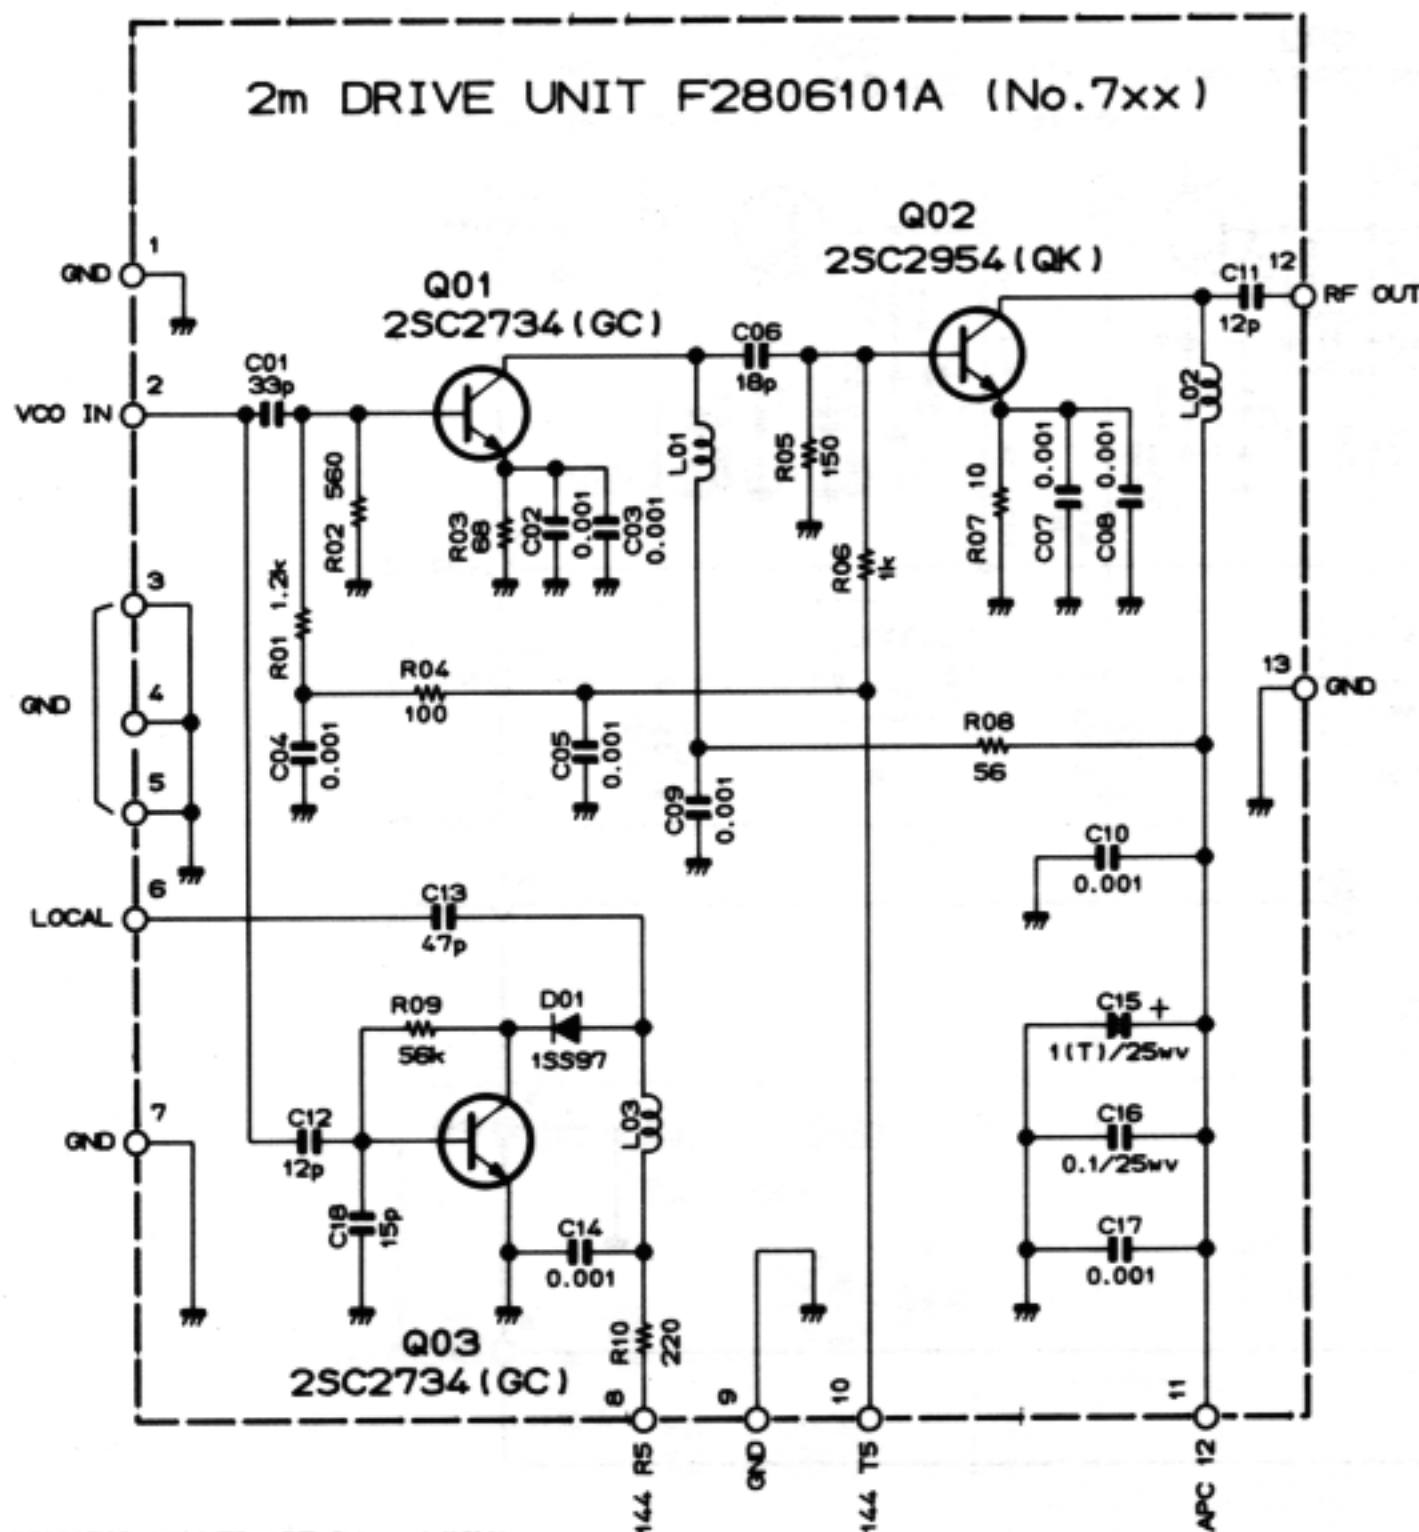 2m DRIVE UNIT F2806101A (No.7xx)
Q02
2SC2954(QK)
1
GND
Q01
2SC2734(GC)
C11
12p
12
RF OUT
C06
18p
2
VCO IN
C01
33p
L02
L01
R05
150
R02 560
R03
68
C02
0.001
C03
0.001
R07 10
C07 0.001
C08 0.001
R06
1k
3
R01 1.2k
4
GND
5
R04
100
13
GND
C04
0.001
C05
0.001
R08
56
C09
0.001
C10
0.001
6
LOCAL
C13
47p
R09
56k
D01
1SS97
C15 +
1(T)/25wv
7
GND
C12
12p
L03
C16
0.1/25wv
C18
15p
C14
0.001
C17
0.001
R10
220
Q03
2SC2734(GC)
8
9
10
11
144 R5
GND
144 T5
APC 12